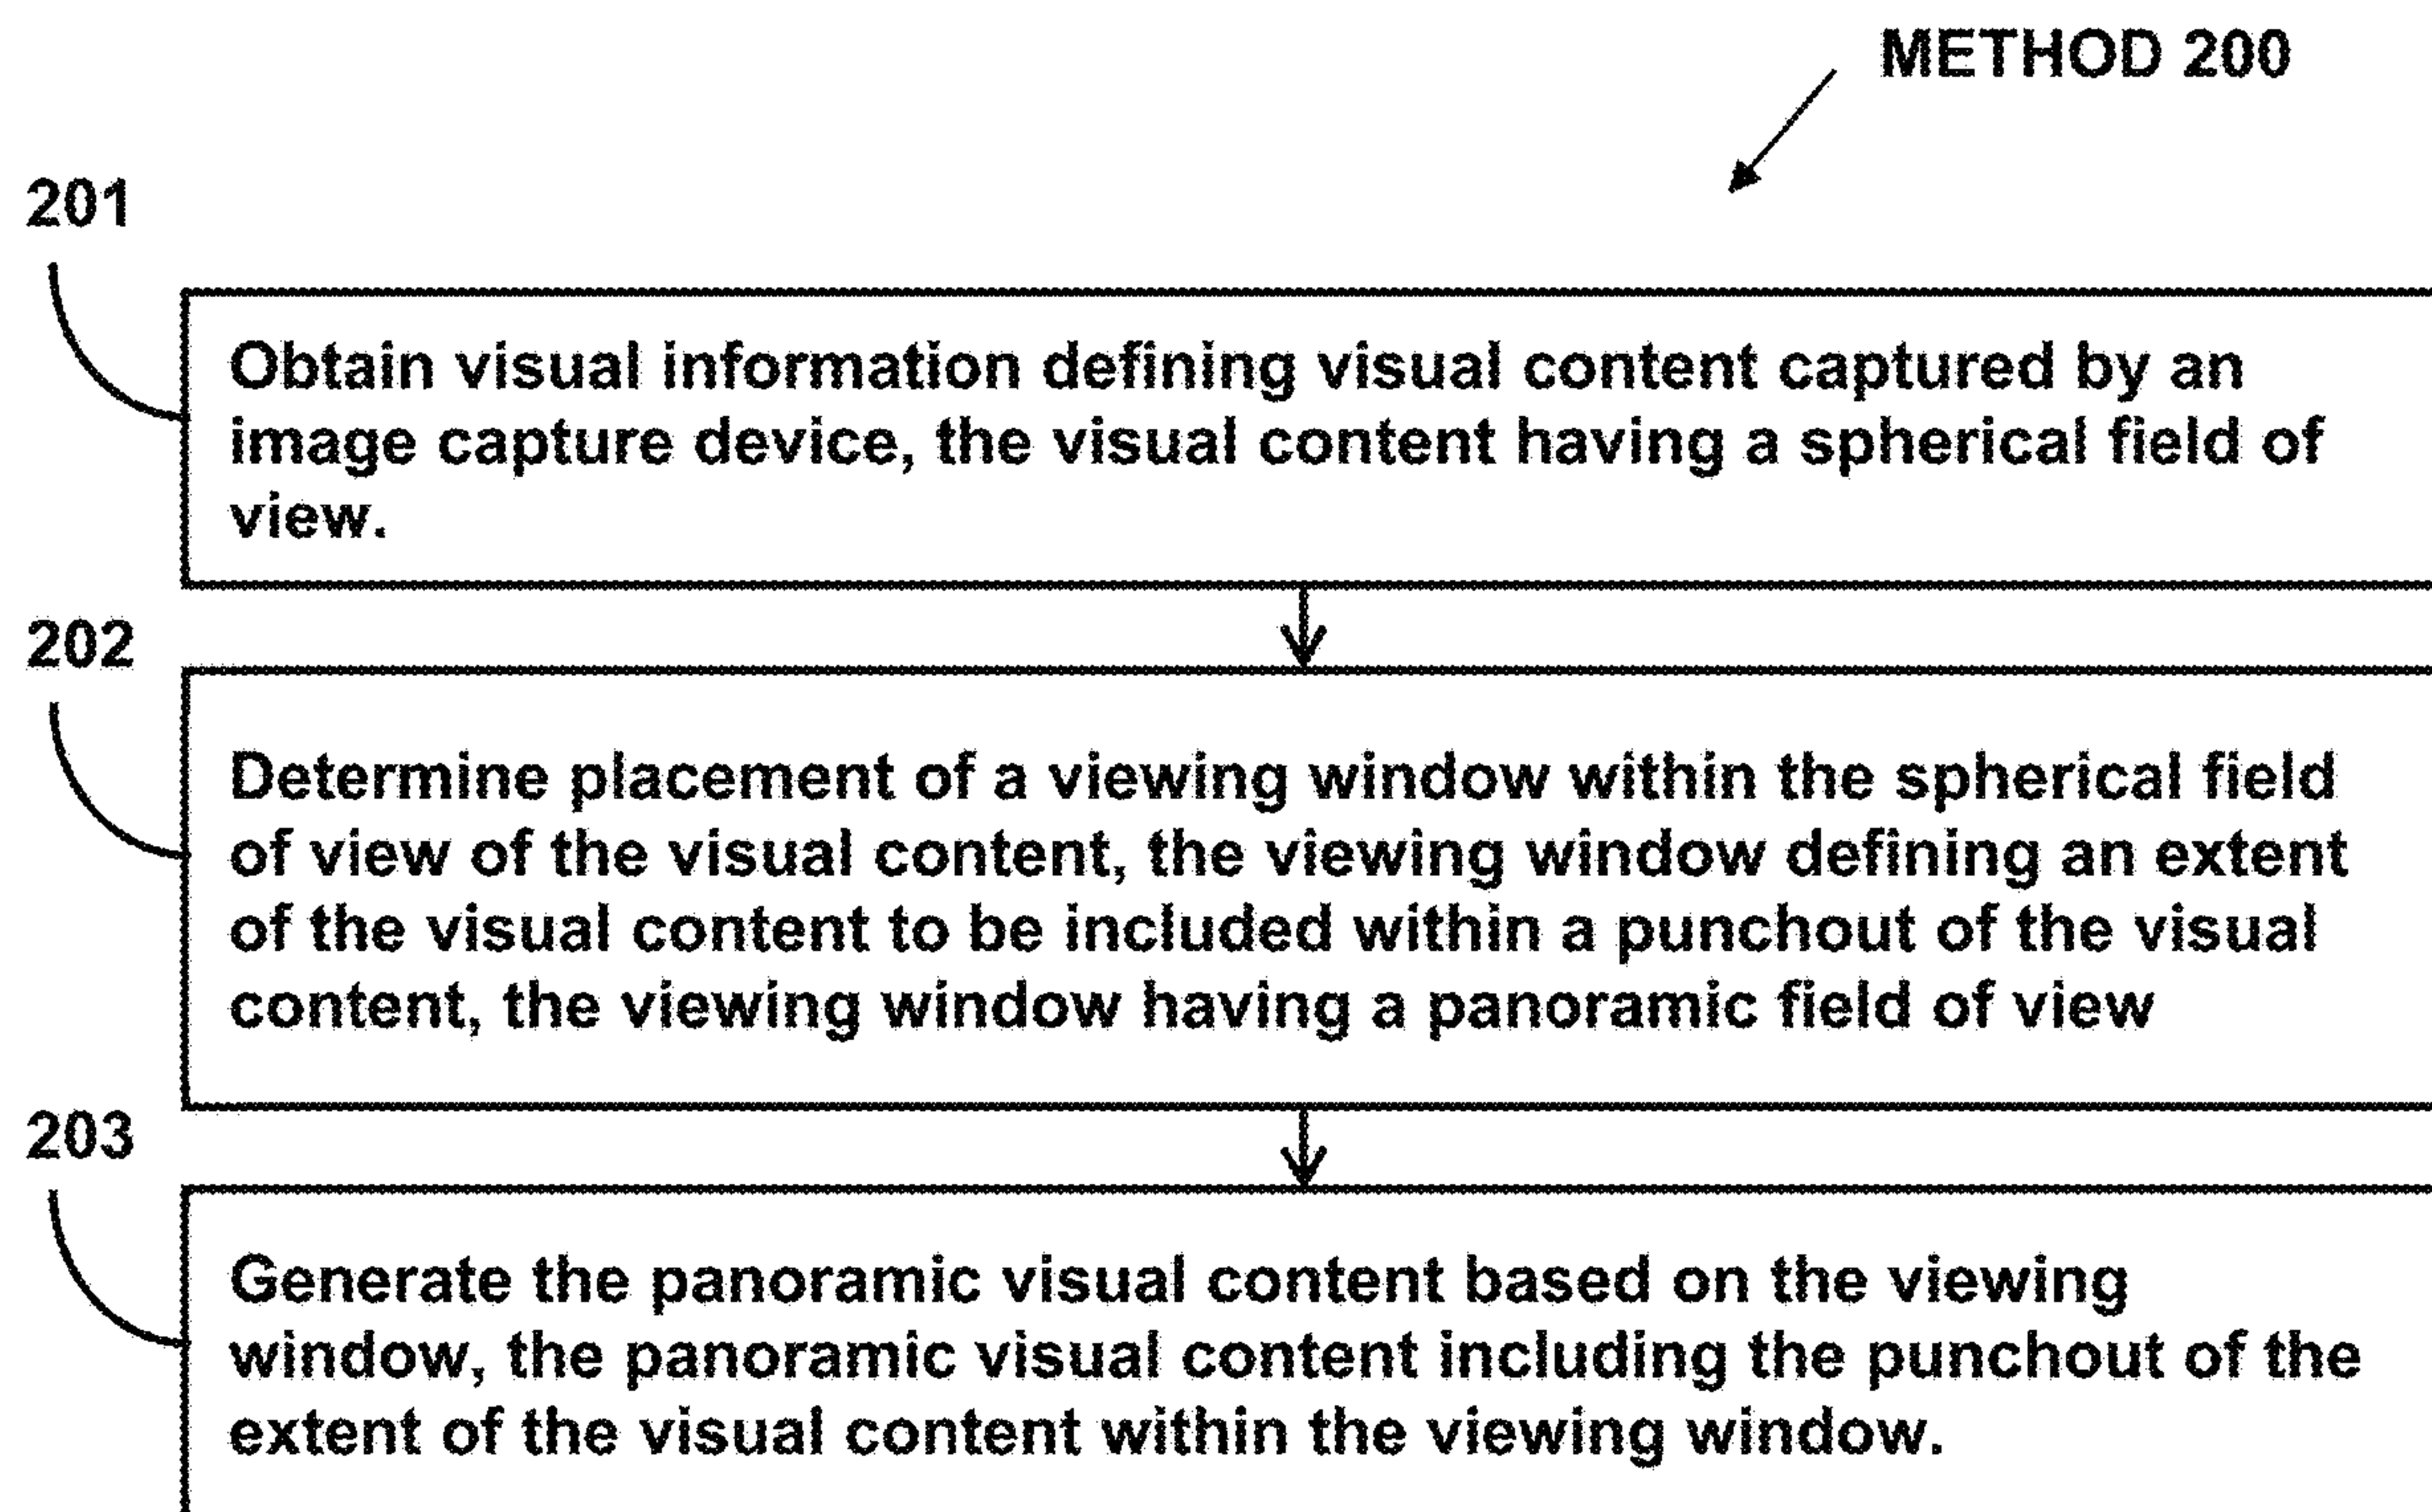 METHOD 200
201
Obtain visual information defining visual content captured by an
image capture device, the visual content having a spherical field of
view.
202
Determine placement of a viewing window within the spherical field
of view of the visual content, the viewing window defining an extent
of the visual content to be included within a punchout of the visual
content, the viewing window having a panoramic field of view
203
Generate the panoramic visual content based on the viewing
window, the panoramic visual content including the punchout of the
extent of the visual content within the viewing window.